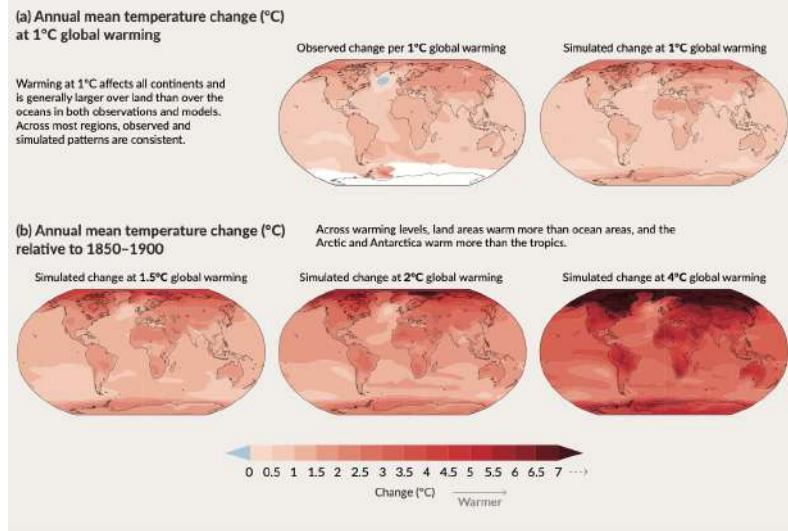 (a) Annual mean temperature change (°C)
at 1°C global warming
Warming at 1°C affects all continents and
is generally larger over land than over the
oceans in both observations and models.
Across most regions, observed and
simulated patterns are consistent.
Observed change per 1°C global warming
Simulated change at 1°C global warming
(b) Annual mean temperature change (°C)
relative to 1850–1900
Across warming levels, land areas warm more than ocean areas, and the
Arctic and Antarctica warm more than the tropics.
Simulated change at 1.5°C global warming
Simulated change at 2°C global warming
Simulated change at 4°C global warming
0 0.5 1 1.5 2 2.5 3 3.5 4 4.5 5 5.5 6 6.5 7
Change (°C)
Warmer